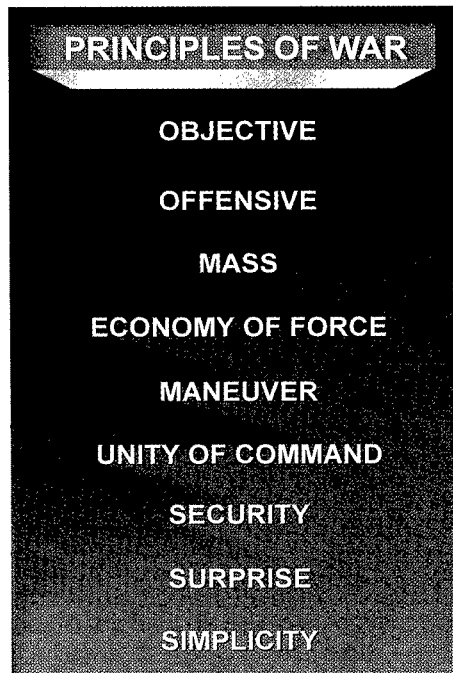 PRINCIPLES OF WAR
OBJECTIVE
OFFENSIVE
MASS
ECONOMY OF FORCE
MANEUVER
UNITY OF COMMAND
SECURITY
SURPRISE
SIMPLICITY